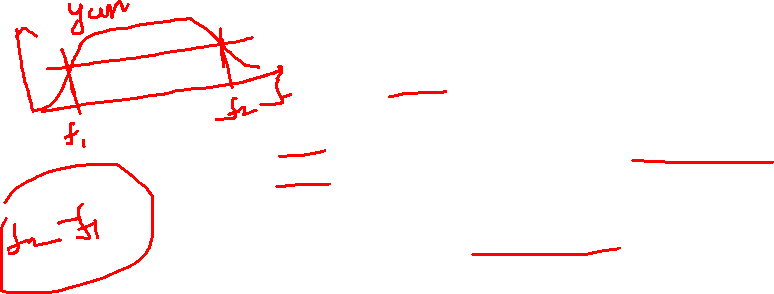 f
f₁ f₂
f₂ - f₁
=